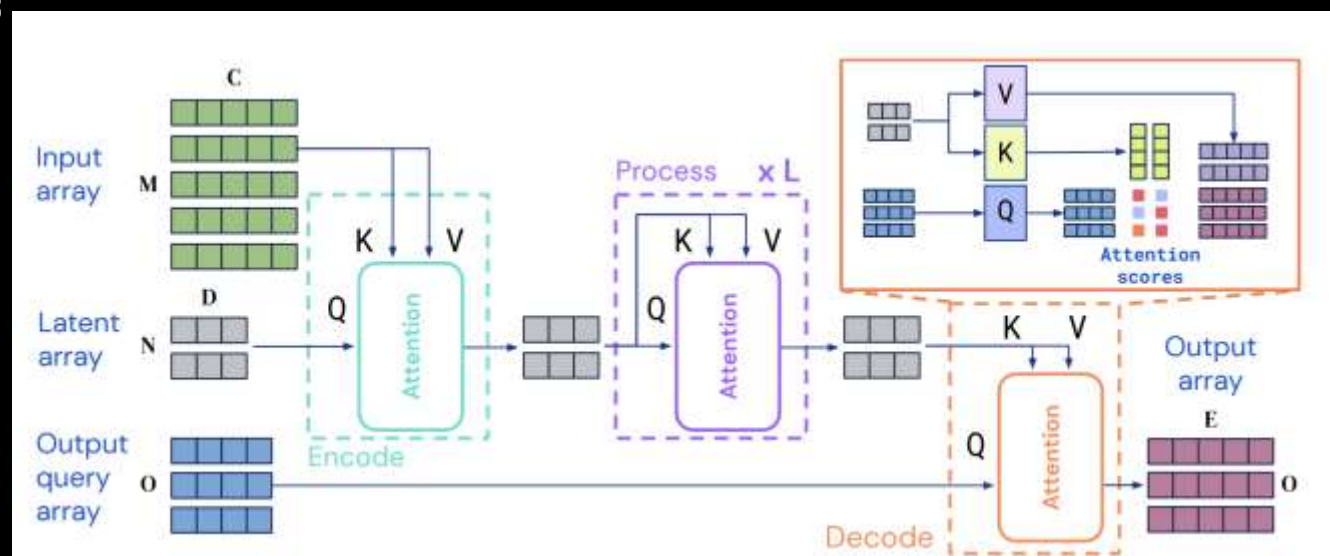 C
Input
array
M
K V
Q
Attention
Encode
D
Latent
array
N
Output
query
array
O
Process x L
K V
Q
Attention
V
K
Q
Attention
scores
K V
Q
Attention
Decode
Output
array
E
O